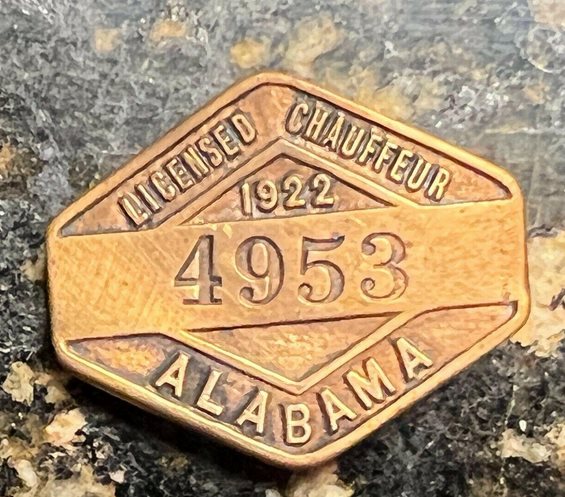 LICENSED CHAUFFEUR
1922
4953
ALABAMA